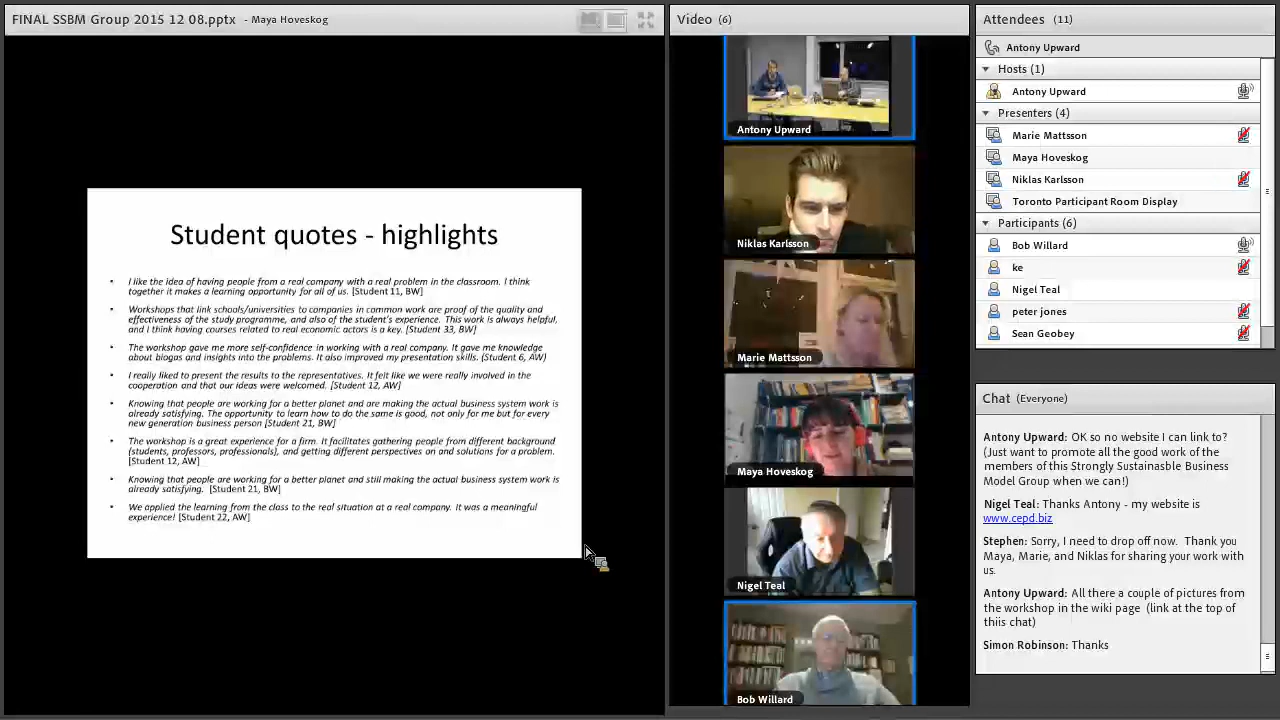 FINAL SSBM Group 2015 12 08.pptx - Maya Hoveskog
Student quotes - highlights
• I like the idea of having people from a real company with a real problem in the classroom. I think
together it makes a learning opportunity for all of us. [Student 11, BW]
• Workshops that link schools/universities to companies in common work are proof of the quality and
effectiveness of the study programme, and also of the student's experience. This work is always helpful,
and I think having courses related to real economic actors is a key. [Student 33, BW]
• The workshop gave me more self-confidence in working with a real company. It gave me knowledge
about biogas and insights into the problems. It also improved my presentation skills. (Student 6, AW]
• I really liked to present the results to the representatives. It felt like we were really involved in the
cooperation and that our ideas were welcomed. [Student 12, AW]
• Knowing that people are working for a better planet and are making the actual business system work is
already satisfying. The opportunity to learn how to do the same is good, not only for me but for every
new generation business person [Student 21, BW]
• The workshop is a great experience for a firm. It facilitates gathering people from different background
(students, professors, professionals), and getting different perspectives on and solutions for a problem.
[Student 12, AW]
• Knowing that people are working for a better planet and still making the actual business system work is
already satisfying. [Student 21, BW]
• We applied the learning from the class to the real situation at a real company. It was a meaningful
experience! [Student 22, AW]
Video (6)
Antony Upward
Niklas Karlsson
Marie Mattsson
Maya Hoveskog
Nigel Teal
Bob Willard
Attendees (11)
Antony Upward
Hosts (1)
Antony Upward
Presenters (4)
Marie Mattsson
Maya Hoveskog
Niklas Karlsson
Toronto Participant Room Display
Participants (6)
Bob Willard
ke
Nigel Teal
peter jones
Sean Geobey
Chat (Everyone)
Antony Upward: OK so no website I can link to?
(Just want to promote all the good work of the
members of this Strongly Sustainasble Business
Model Group when we can!)
Nigel Teal: Thanks Antony - my website is
www.cepd.biz
Stephen: Sorry, I need to drop off now. Thank you
Maya, Marie, and Niklas for sharing your work with
us.
Antony Upward: All there a couple of pictures from
the workshop in the wiki page (link at the top of
thiis chat)
Simon Robinson: Thanks